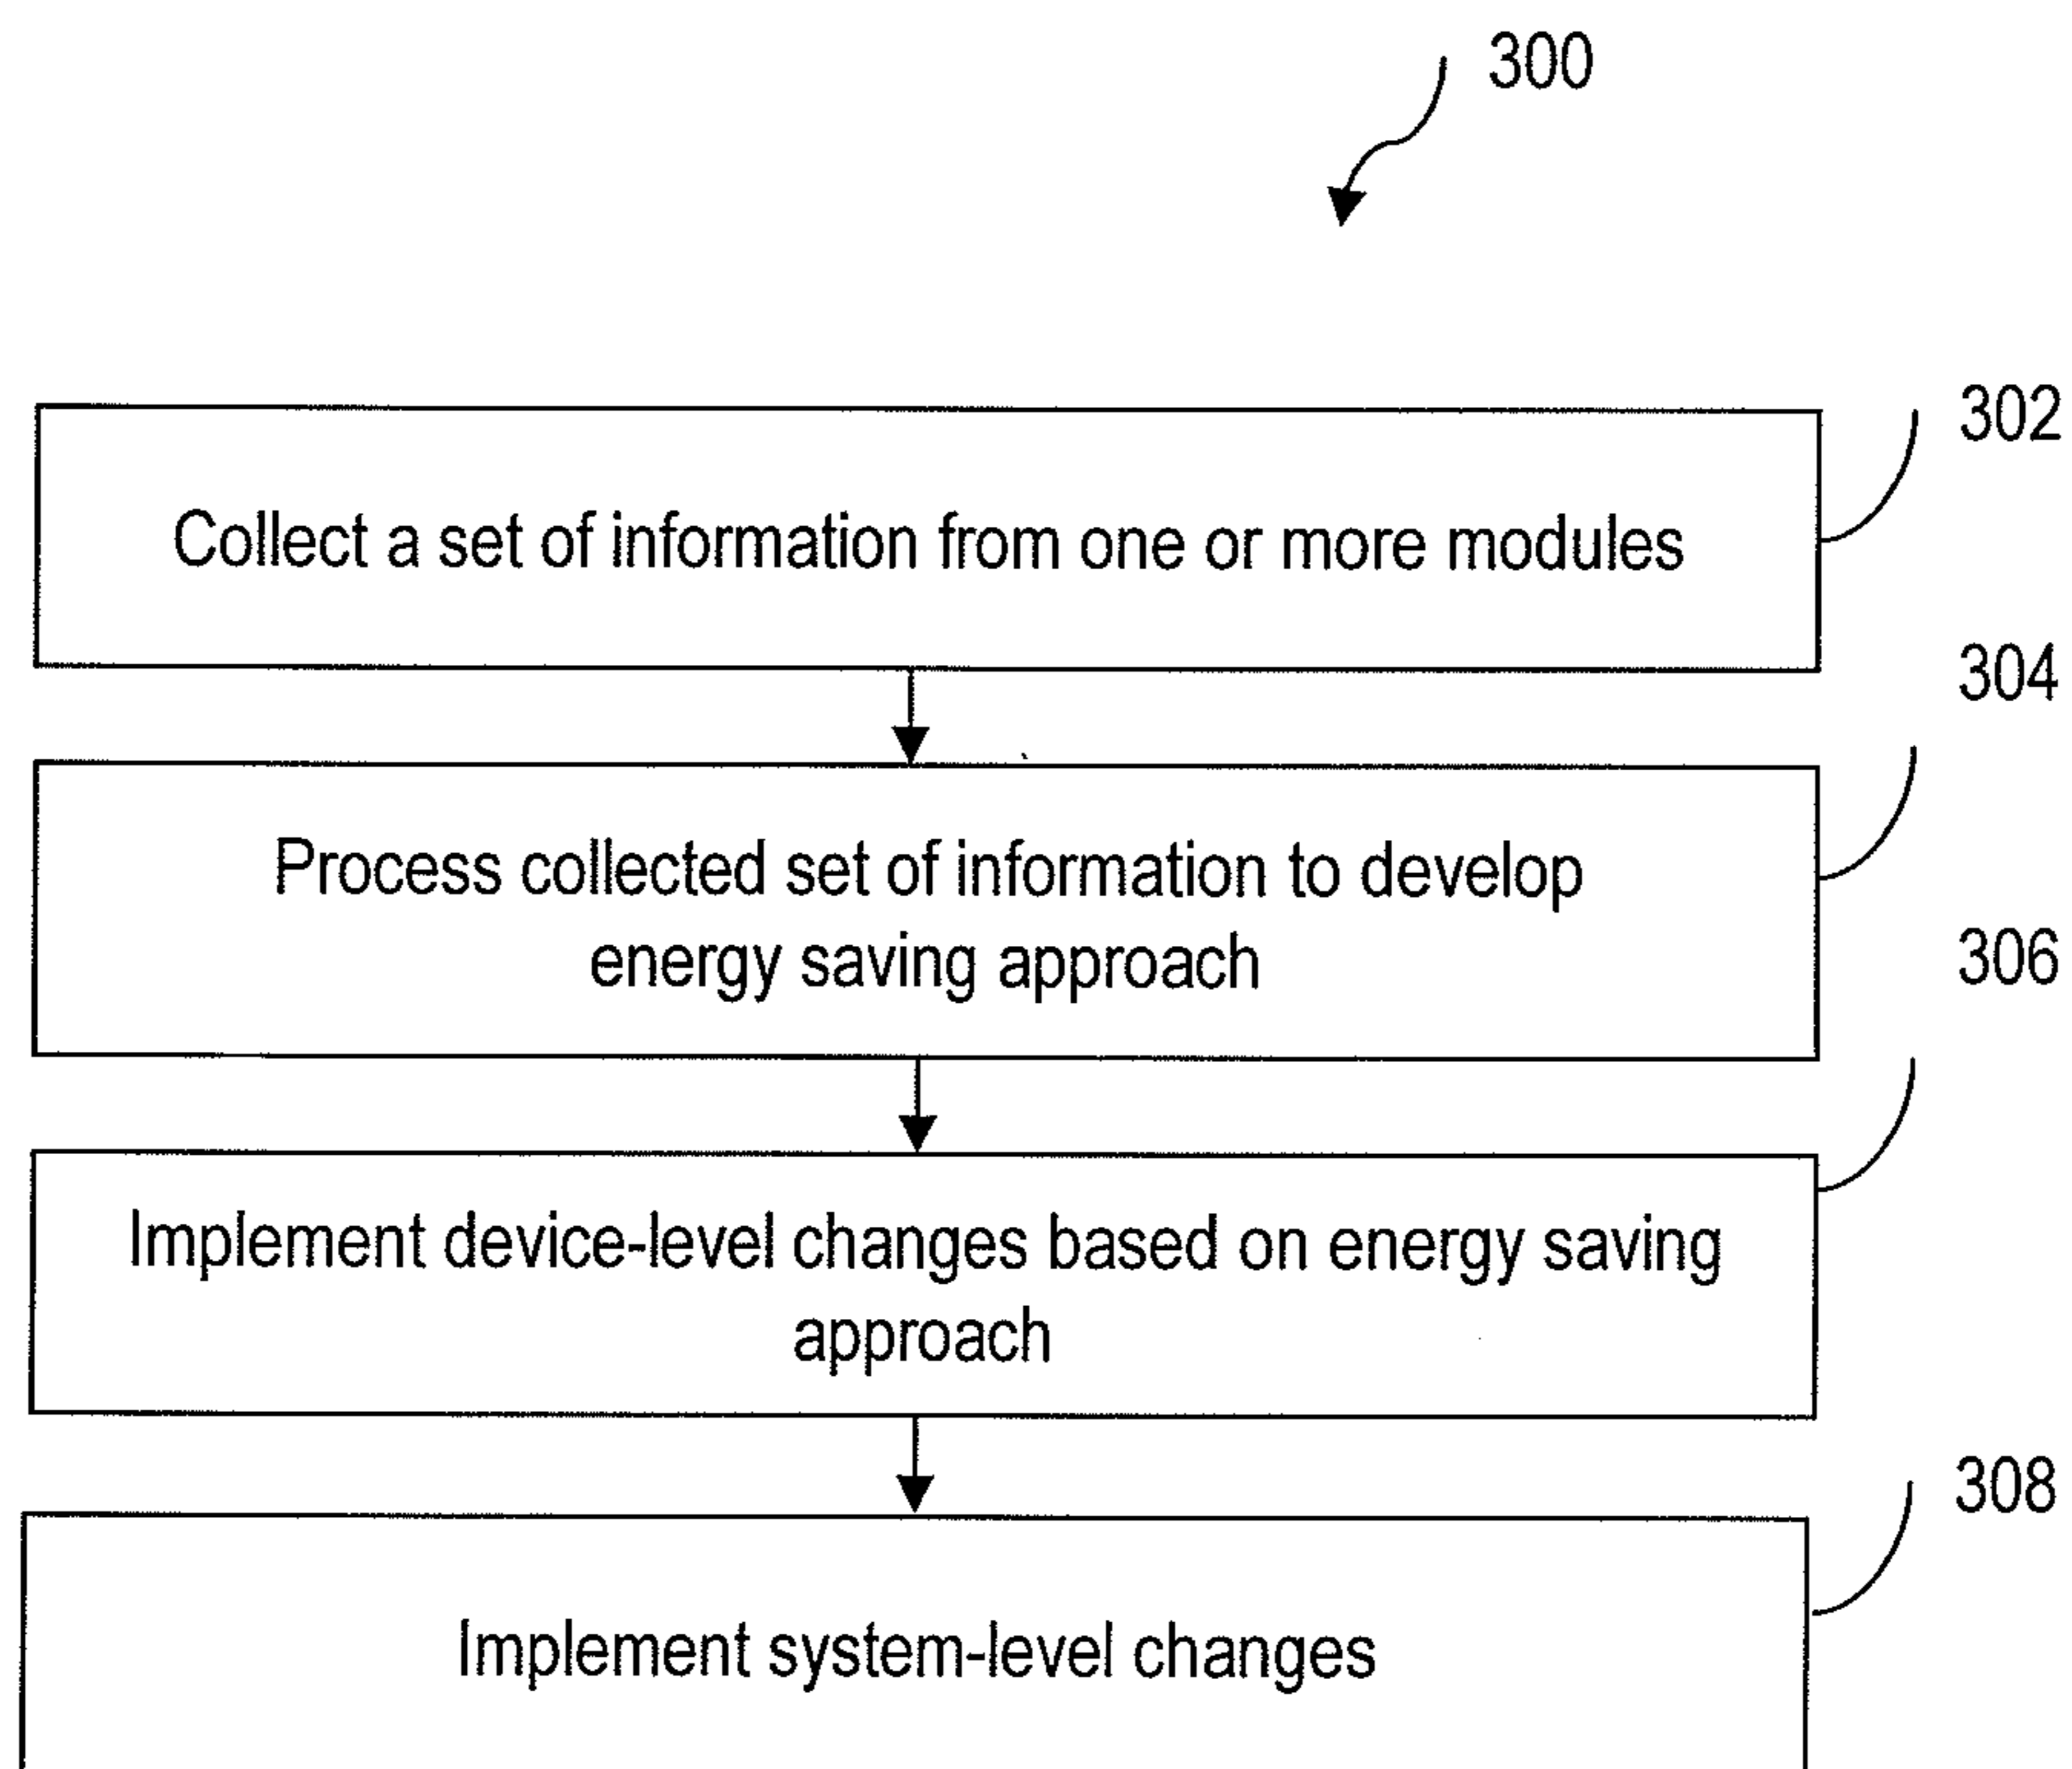 300
302
Collect a set of information from one or more modules
304
Process collected set of information to develop
energy saving approach
306
Implement device-level changes based on energy saving
approach
308
Implement system-level changes